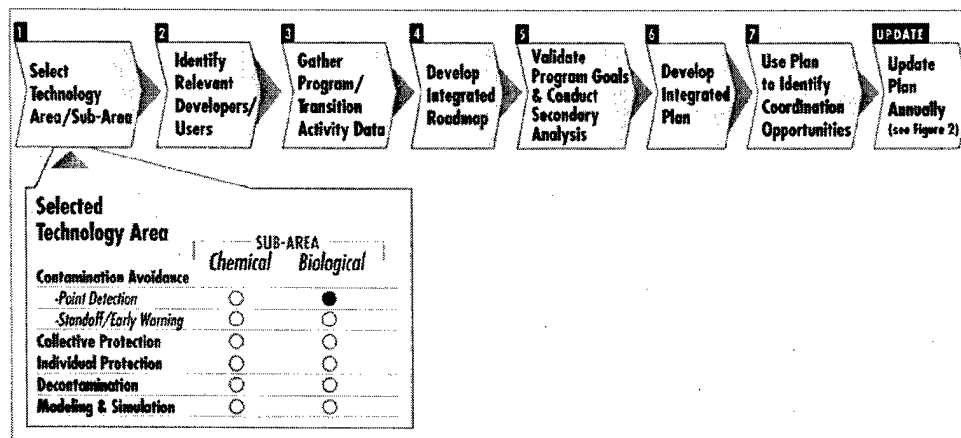 1
Select
Technology
Area/Sub-Area
2
Identify
Relevant
Developers/
Users
3
Gather
Program/
Transition
Activity Data
4
Develop
Integrated
Roadmap
5
Validate
Program Goals
& Conduct
Secondary
Analysis
6
Develop
Integrated
Plan
7
Use Plan
to Identify
Coordination
Opportunities
UPDATE
Update
Plan
Annually
(see Figure 2)
Selected
Technology Area
SUB-AREA
Chemical Biological
Contamination Avoidance
-Point Detection
-Standoff/Early Warning
Collective Protection
Individual Protection
Decontamination
Modeling & Simulation